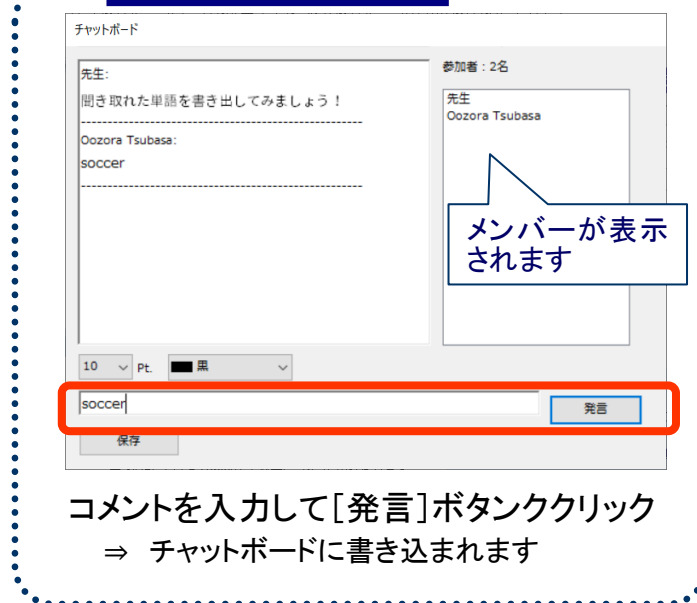 チャットボード
先生:
聞き取れた単語を書き出してみましょう！
--------------------------------------------------------
Oozora Tsubasa:
soccer
--------------------------------------------------------
参加者：2名
先生
Oozora Tsubasa
メンバーが表示
されます
10 Pt. 黒
soccer
発言
保存
コメントを入力して［発言］ボタンククリック
⇒ チャットボードに書き込まれます